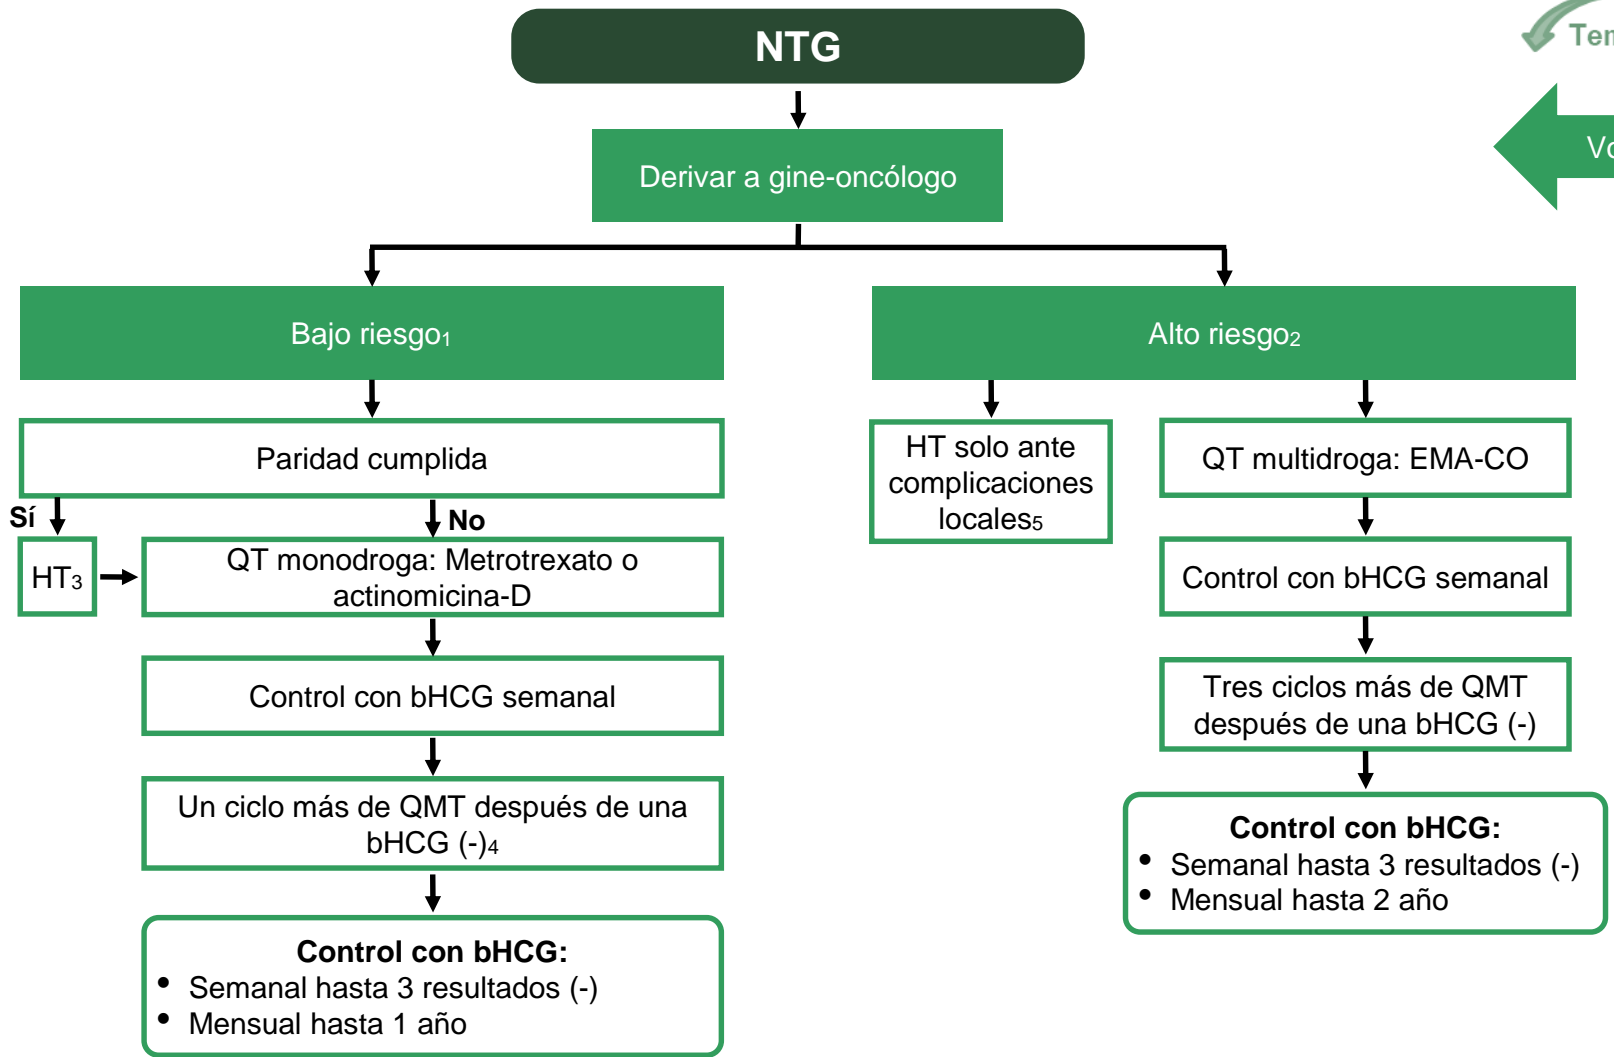 NTG
Derivar a gine-oncólogo
Bajo riesgo1
Alto riesgo2
Paridad cumplida
Sí
No
HT3
QT monodroga: Metrotrexato o
actinomicina-D
Control con bHCG semanal
Un ciclo más de QMT después de una
bHCG (-)4
Control con bHCG:
• Semanal hasta 3 resultados (-)
• Mensual hasta 1 año
HT solo ante
complicaciones
locales5
QT multidroga: EMA-CO
Control con bHCG semanal
Tres ciclos más de QMT
después de una bHCG (-)
Control con bHCG:
• Semanal hasta 3 resultados (-)
• Mensual hasta 2 año